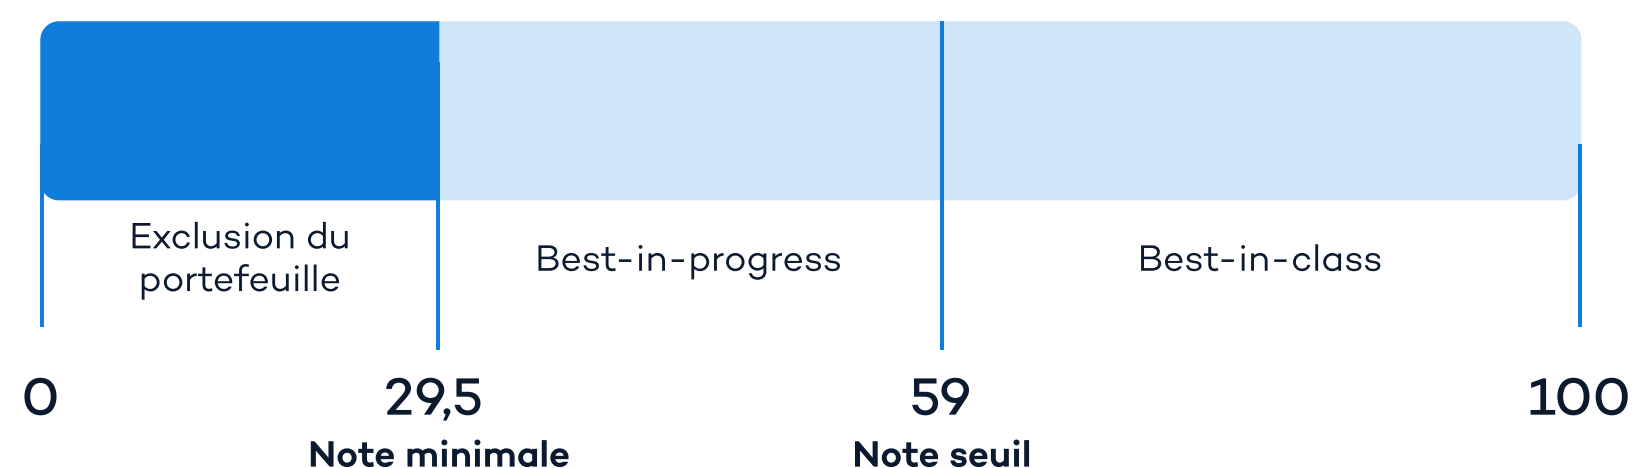 Exclusion du
portefeuille
Best-in-progress
Best-in-class
0
29,5
59
100
Note minimale
Note seuil